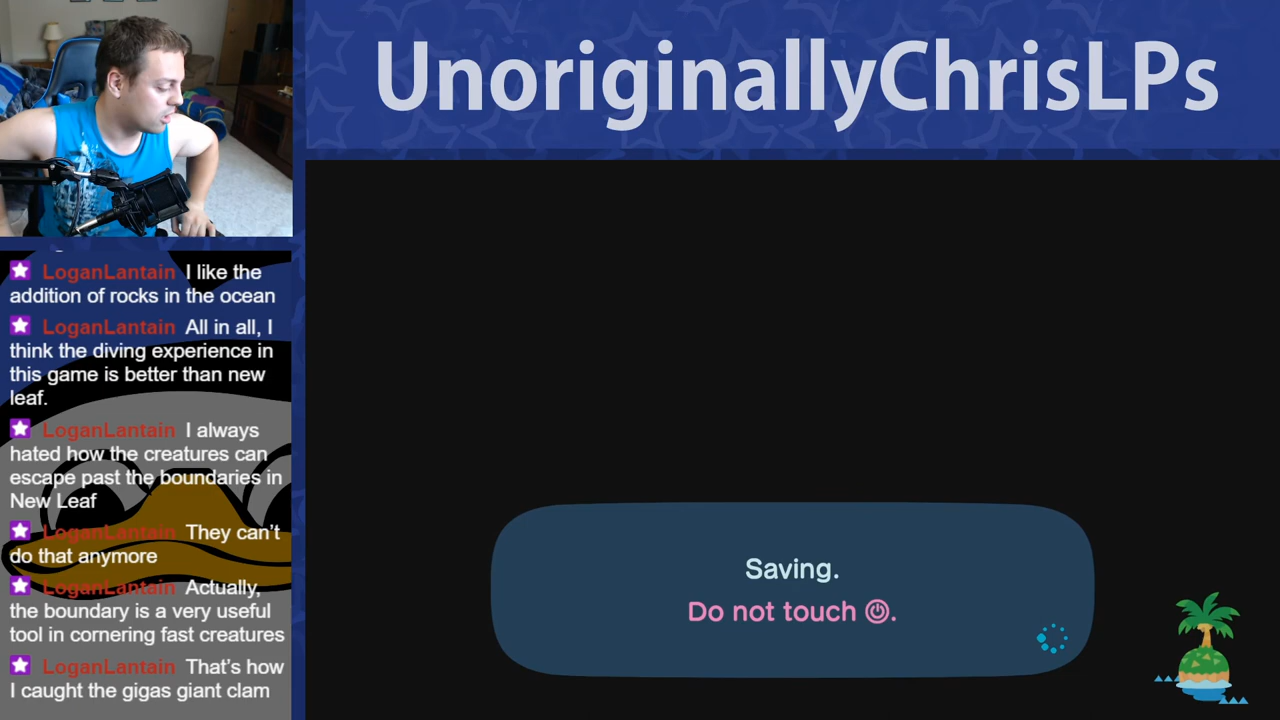 UnoriginallyChrisLPs
LoganLantain I like the
addition of rocks in the ocean
LoganLantain All in all, I
think the diving experience in
this game is better than new
leaf.
LoganLantain I always
hated how the creatures can
escape past the boundaries in
New Leaf
LoganLantain They can't
do that anymore
LoganLantain Actually,
the boundary is a very useful
tool in cornering fast creatures
LoganLantain That's how
I caught the gigas giant clam
Saving.
Do not touch ⏻.